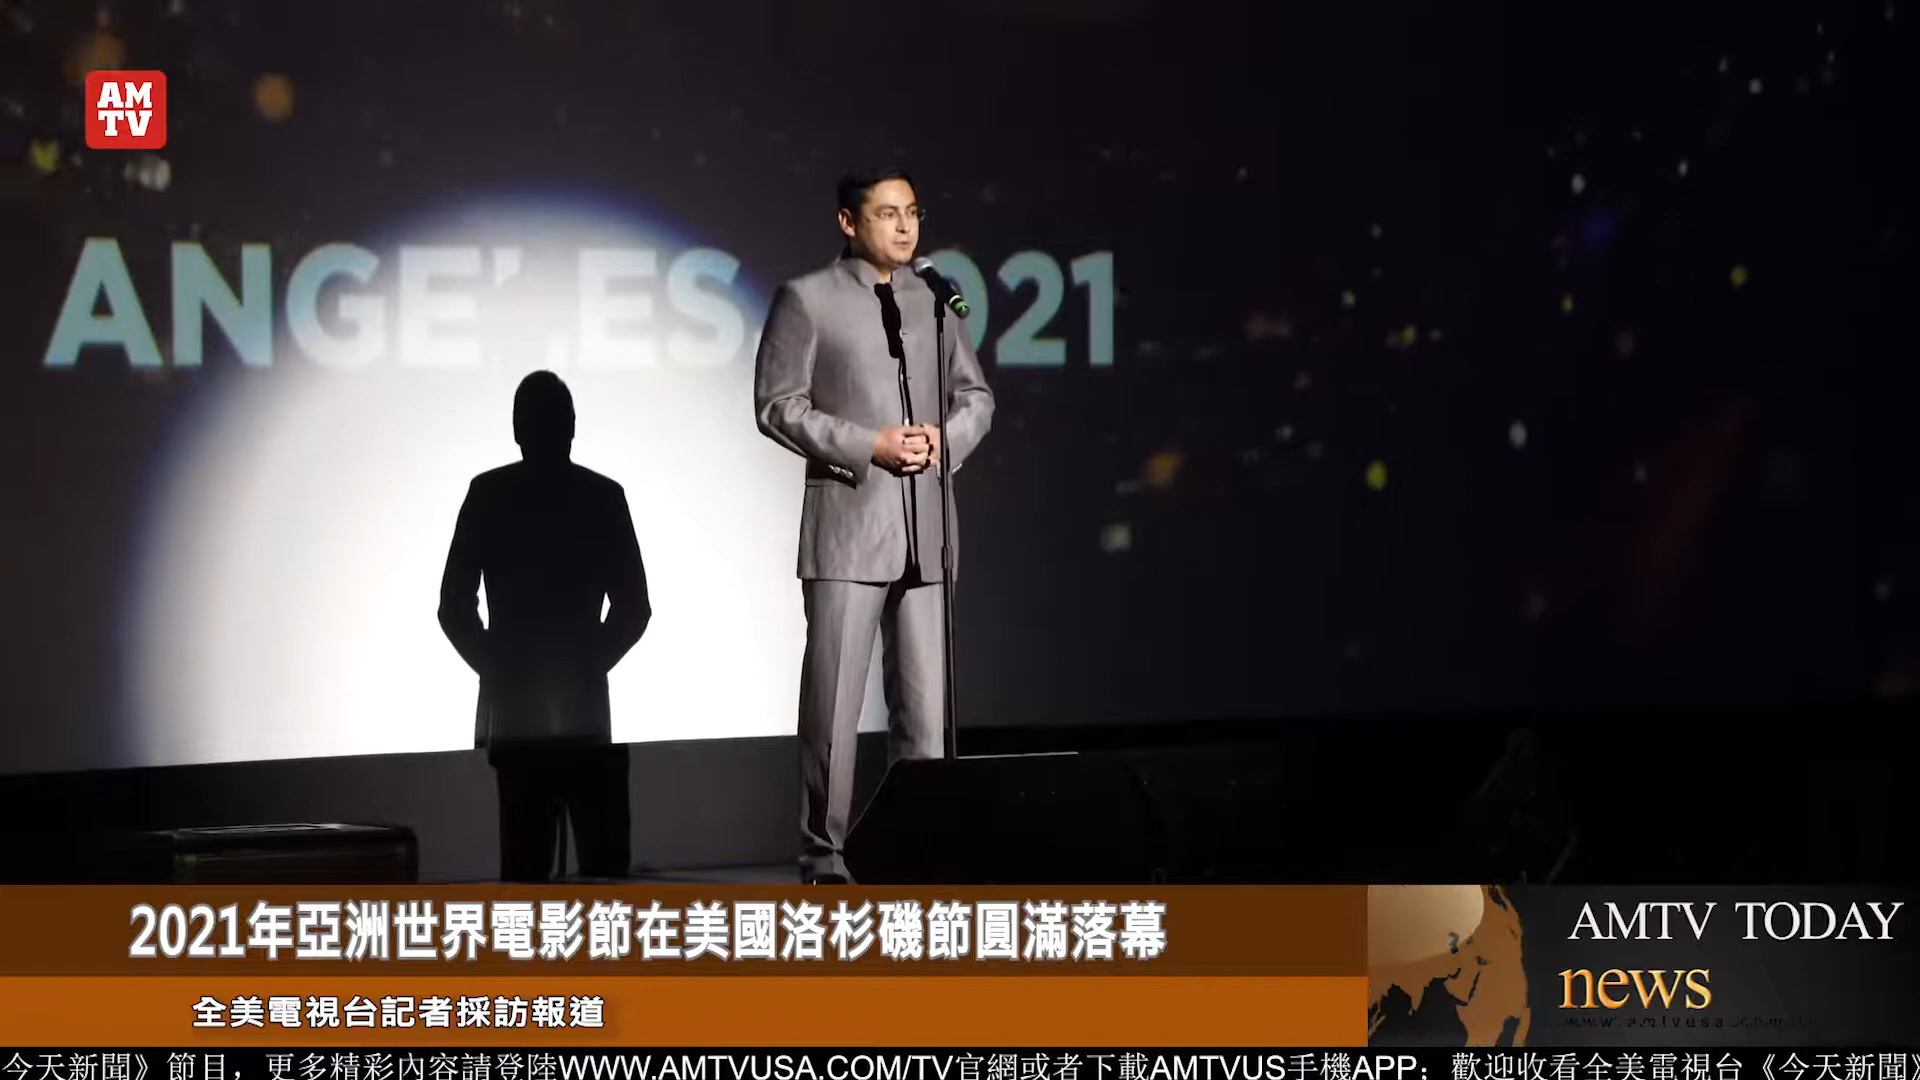 AM
TV
ANGELES 2021
2021年亞洲世界電影節在美國洛杉磯節圓滿落幕
全美電視台記者採訪報道
AMTV TODAY
news
今天新聞》節目，更多精彩內容請登陸WWW.AMTVUSA.COM/TV官網或者下載AMTVUS手機APP；歡迎收看全美電視台《今天新聞》